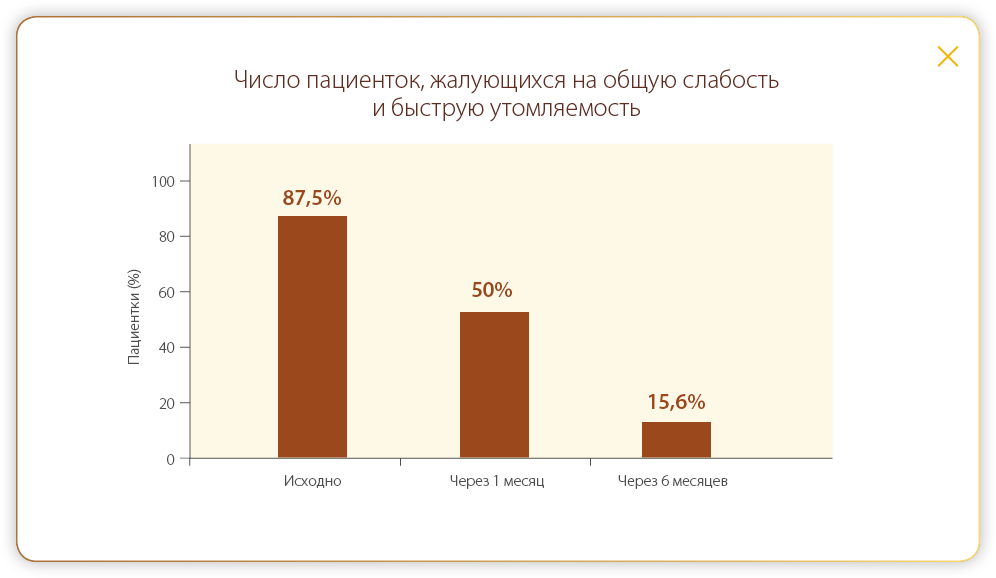 Число пациенток, жалующихся на общую слабость
и быструю утомляемость
Пациентки (%)
100
80
60
40
20
0
87,5%
50%
15,6%
Исходно
Через 1 месяц
Через 6 месяцев